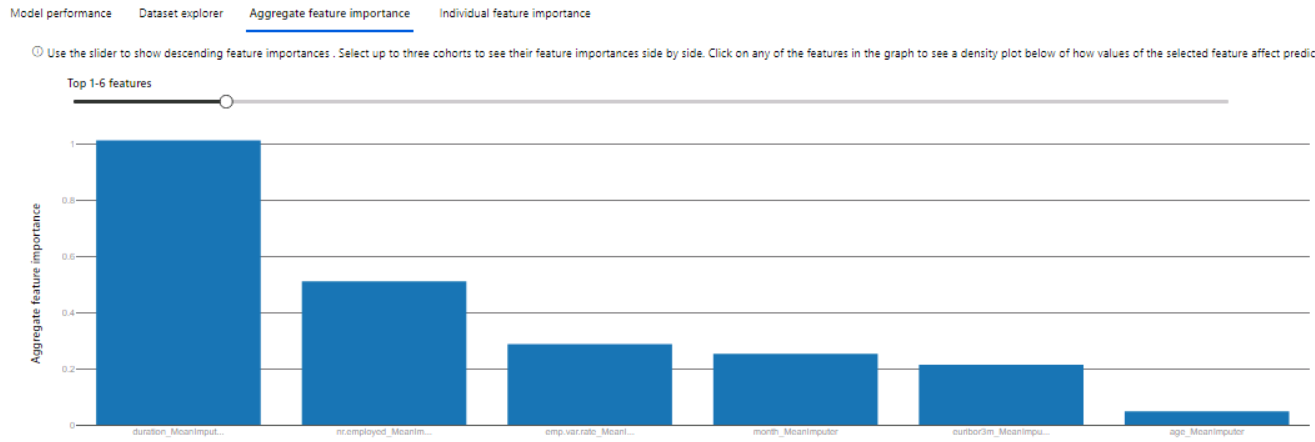 Model performance Dataset explorer Aggregate feature importance Individual feature importance
ⓘ Use the slider to show descending feature importances . Select up to three cohorts to see their feature importances side by side. Click on any of the features in the graph to see a density plot below of how values of the selected feature affect predic
Top 1-6 features
Aggregate feature importance
1
0.8
0.6
0.4
0.2
0
duration_MeanImput... nr.employed_MeanIm... emp.var.rate_MeanI... month_MeanImputer euribor3m_MeanImpu... age_MeanImputer